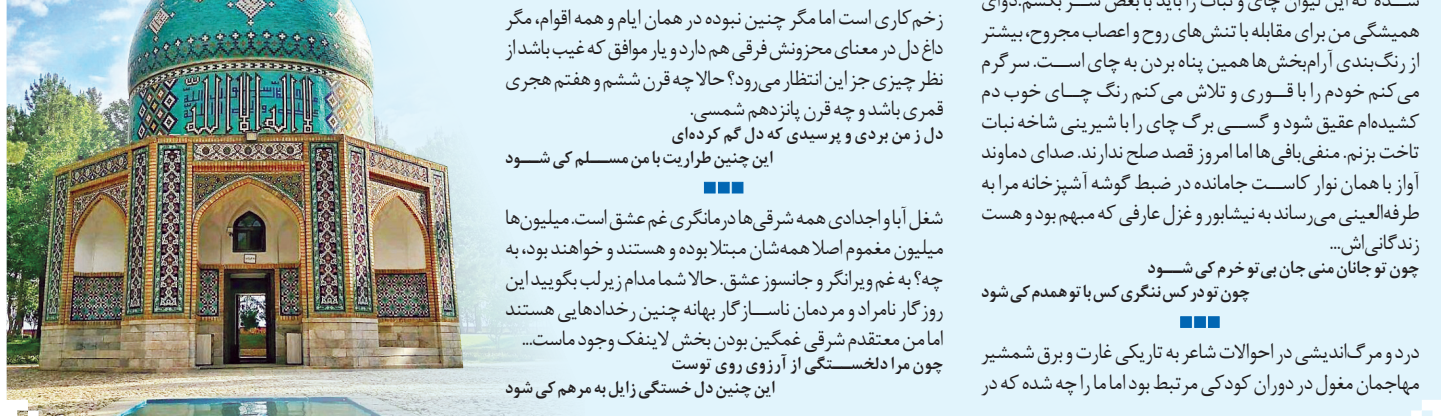 شده که این لیوان چای و نبات را باید با بغض سر بکشم. دوای
همیشگی من برای مقابله با تنش‌های روح و اعصاب مجروح، بیشتر
از رنگ‌بندی آرام‌بخش‌ها همین پناه بردن به چای است. سرگرم
می‌کنم خودم را با قوری و تلاش می‌کنم رنگ چای خوب دم
کشیده‌ام عقیق شود و گسی برگ چای را با شیرینی شاخه نبات
تاخت بزنم. منفی‌بافی‌ها اما امروز قصد صلح ندارند. صدای دماوند
آواز با همان نوار کاست جامانده در ضبط گوشه آشپزخانه مرا به
طرفه‌العینی می‌رساند به نیشابور و غزل عارفی که مبهم بود و هست
زندگانی‌اش...
چون تو جانان منی جان بی تو خرم کی شود
چون تو در کس ننگری کس با تو همدم کی شود
درد و مرگ‌اندیشی در احوالات شاعر به تاریکی غارت و برق شمشیر
مهاجمان مغول در دوران کودکی مرتبط بود اما ما را چه شده که در
زخم کاری است اما مگر چنین نبوده در همان ایام و همه اقوام، مگر
داغ دل در معنای محزونش فرقی هم دارد و یار موافق که غیب باشد از
نظر چیزی جز این انتظار می‌رود؟ حالا چه قرن ششم و هفتم هجری
قمری باشد و چه قرن پانزدهم شمسی.
دل ز من بردی و پرسیدی که دل گم کرده‌ای
این چنین طراریت با من مسلم کی شود
شغل آبا و اجدادی همه شرقی‌ها درمانگری غم عشق است. میلیون‌ها
میلیون مغموم اصلا همه‌شان مبتلا بوده و هستند و خواهند بود، به
چه؟ به غم ویرانگر و جانسوز عشق. حالا شما مدام زیر لب بگویید این
روزگار نامراد و مردمان ناسازگار بهانه چنین رخدادهایی هستند
اما من معتقدم شرقی غمگین بودن بخش لاینفک وجود ماست...
چون مرا دلخستگی از آرزوی روی توست
این چنین دل خستگی زایل به مرهم کی شود